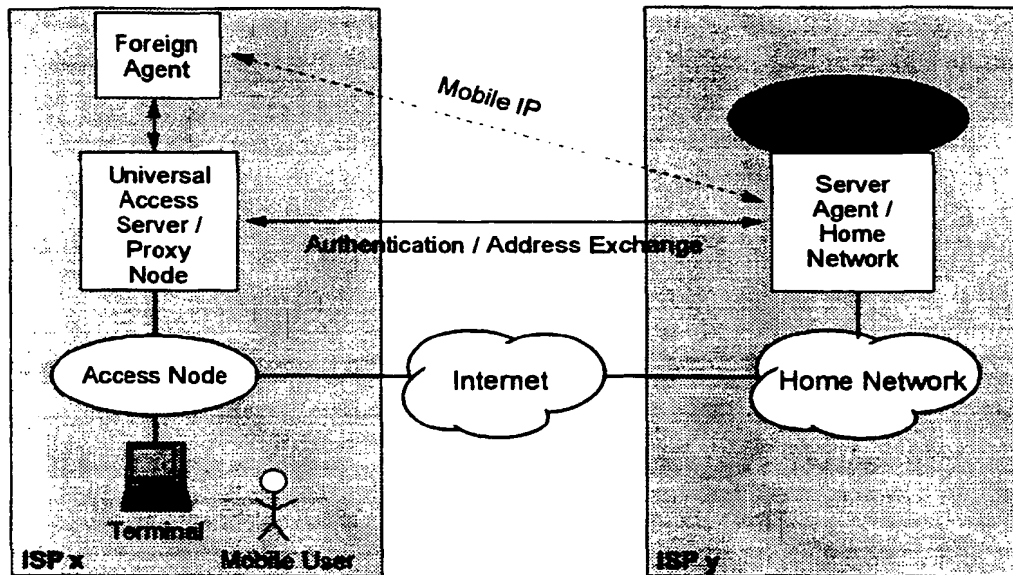 Foreign
Agent
Mobile IP
Universal
Access
Server /
Proxy
Node
Server
Agent /
Home
Network
Authentication / Address Exchange
Access Node
Internet
Home Network
Terminal
Mobile User
ISP x
ISP y